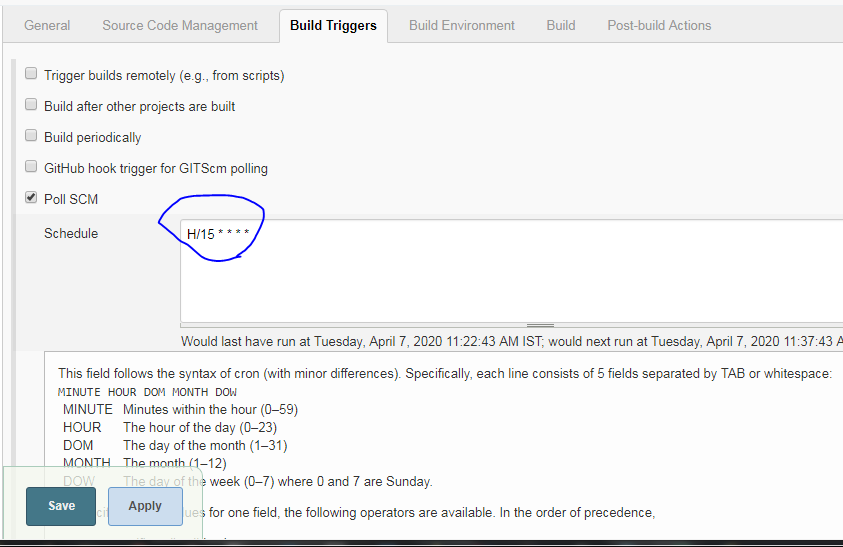 General Source Code Management Build Triggers Build Environment Build Post-build Actions
Trigger builds remotely (e.g., from scripts)
Build after other projects are built
Build periodically
GitHub hook trigger for GITScm polling
Poll SCM
Schedule
H/15 * * * *
Would last have run at Tuesday, April 7, 2020 11:22:43 AM IST; would next run at Tuesday, April 7, 2020 11:37:43 A
This field follows the syntax of cron (with minor differences). Specifically, each line consists of 5 fields separated by TAB or whitespace:
MINUTE HOUR DOM MONTH DOW
MINUTE Minutes within the hour (0–59)
HOUR The hour of the day (0–23)
DOM The day of the month (1–31)
MONTH The month (1–12)
DOW The day of the week (0–7) where 0 and 7 are Sunday.
Save Apply
for one field, the following operators are available. In the order of precedence,